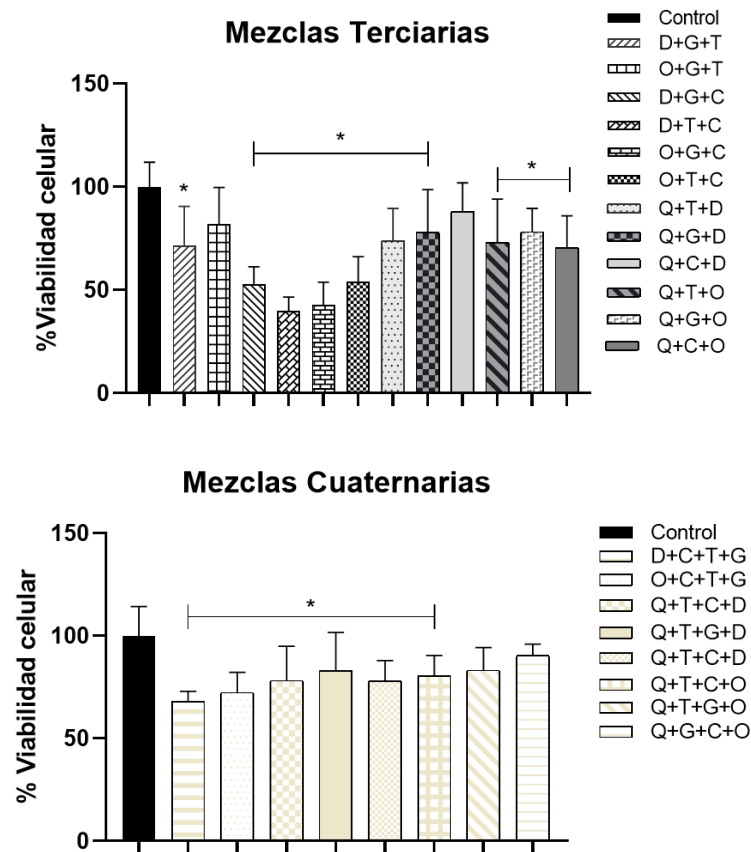 Mezclas Terciarias
%Viabilidad celular
150
100
50
0
*
*
*
Control
D+G+T
O+G+T
D+G+C
D+T+C
O+G+C
O+T+C
Q+T+D
Q+G+D
Q+C+D
Q+T+O
Q+G+O
Q+C+O
Mezclas Cuaternarias
% Viabilidad celular
150
100
50
0
*
Control
D+C+T+G
O+C+T+G
Q+T+C+D
Q+T+G+D
Q+T+C+D
Q+T+C+O
Q+T+G+O
Q+G+C+O